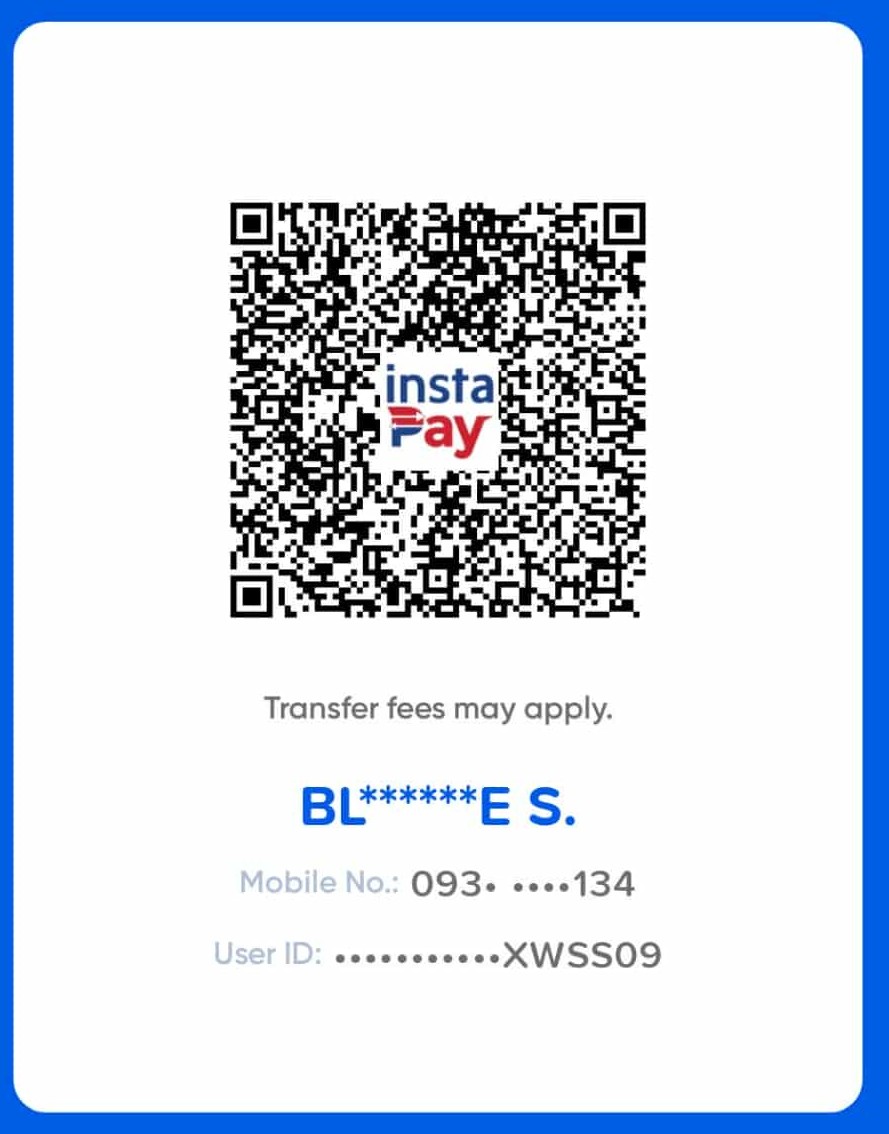 insta
Pay
Transfer fees may apply.
BL******E S.
Mobile No.: 093• ••••134
User ID: •••••••••••XWSS09